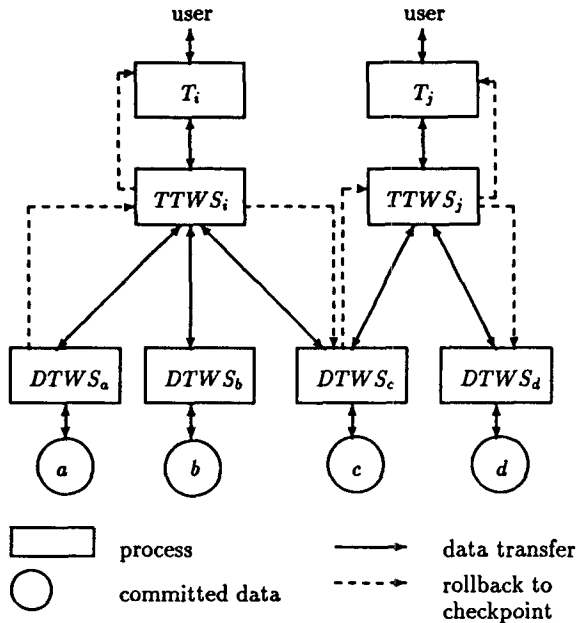 user user
T_i T_j
TTWS_i TTWS_j
DTWS_a DTWS_b DTWS_c DTWS_d
a b c d
process data transfer
committed data rollback to
checkpoint